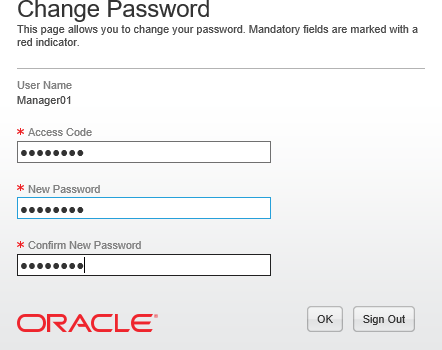 Change Password
This page allows you to change your password. Mandatory fields are marked with a
red indicator.
User Name
Manager01
* Access Code
●●●●●●●●
* New Password
●●●●●●●●
* Confirm New Password
●●●●●●●●
ORACLE
OK
Sign Out